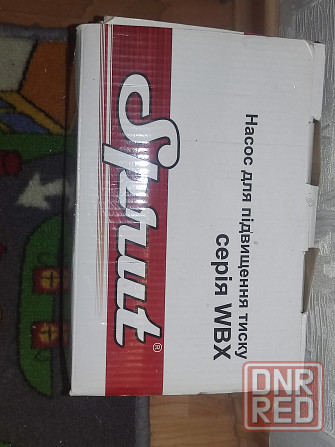 Sprut®
Насос для підвищення тиску
серія WBX
DNR
RED